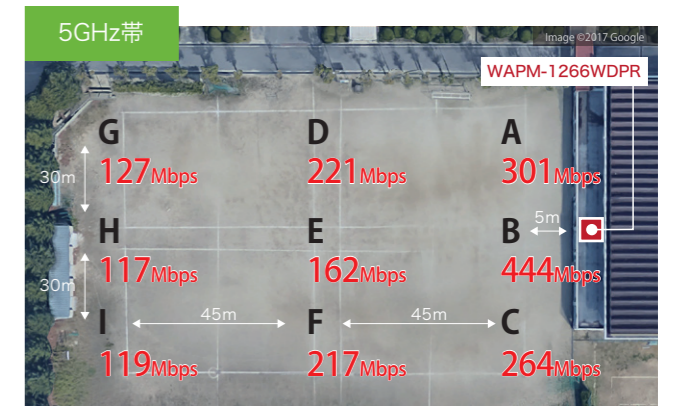 5GHz帯
Image ©2017 Google
WAPM-1266WDPR
G
D
A
127Mbps
221Mbps
301Mbps
30m
H
E
B
5m
117Mbps
162Mbps
444Mbps
30m
I
45m
F
45m
C
119Mbps
217Mbps
264Mbps